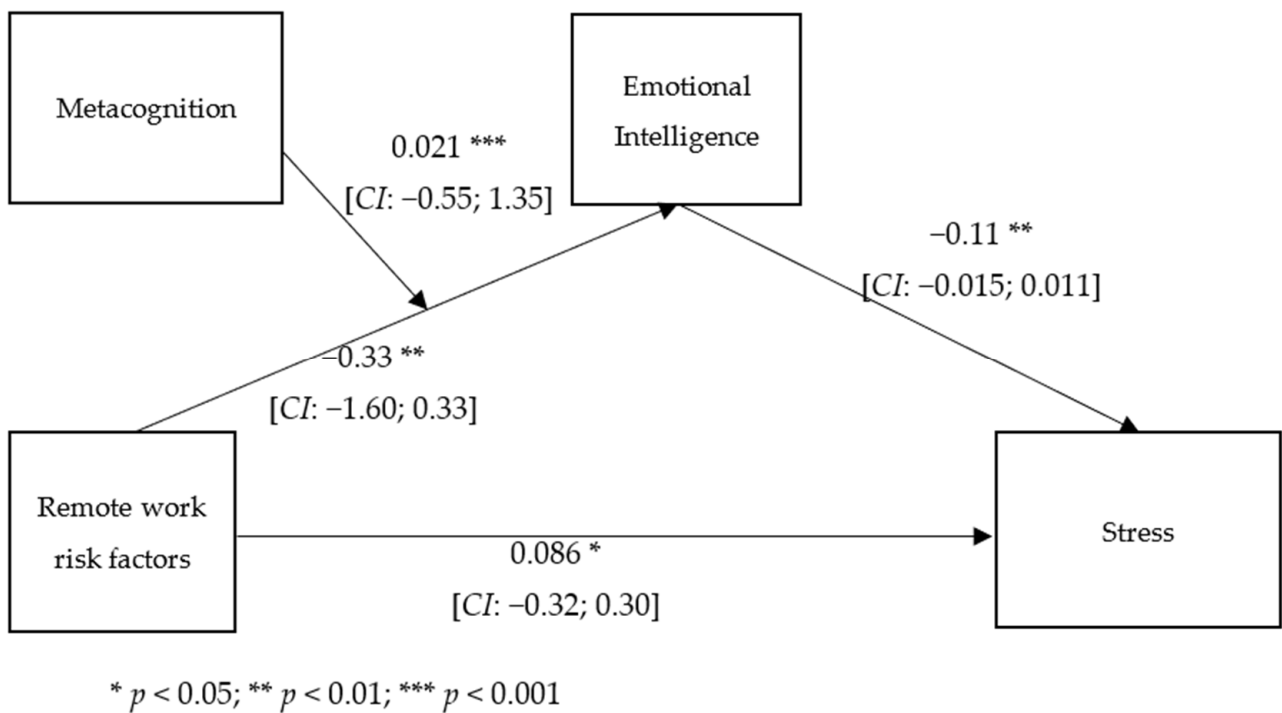 Metacognition
Emotional
Intelligence
0.021 ***
[CI: −0.55; 1.35]
−0.11 **
[CI: −0.015; 0.011]
−0.33 **
[CI: −1.60; 0.33]
Remote work
risk factors
Stress
0.086 *
[CI: −0.32; 0.30]
* p < 0.05; ** p < 0.01; *** p < 0.001